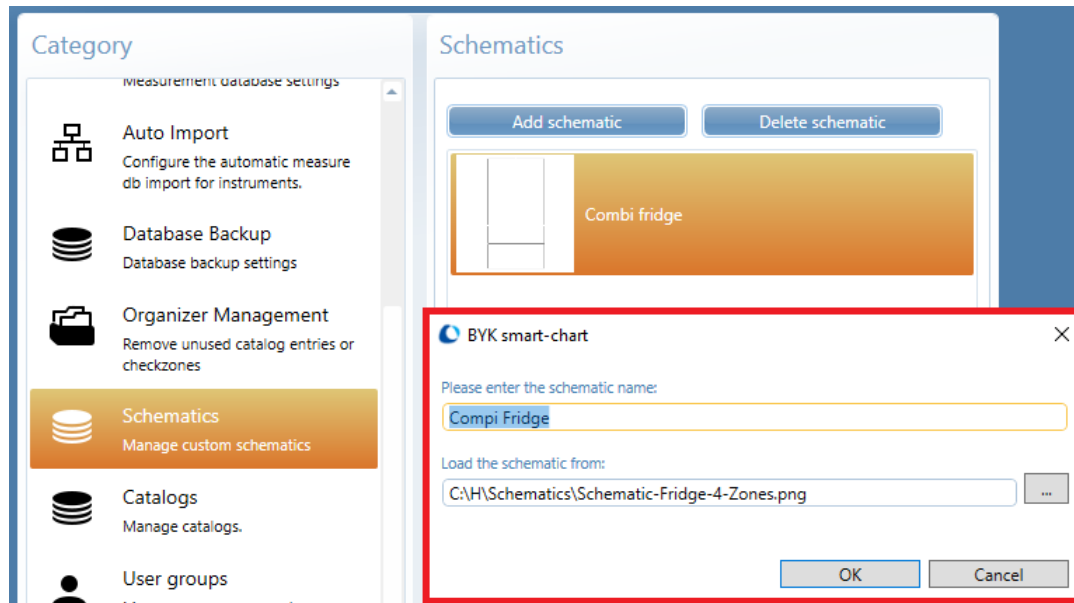 Category
Measurement database settings
Auto Import
Configure the automatic measure
db import for instruments.
Database Backup
Database backup settings
Organizer Management
Remove unused catalog entries or
checkzones
Schematics
Manage custom schematics
Catalogs
Manage catalogs.
User groups
Schematics
Add schematic
Delete schematic
Combi fridge
BYK smart-chart
Please enter the schematic name:
Compi Fridge
Load the schematic from:
C:\H\Schematics\Schematic-Fridge-4-Zones.png
...
OK
Cancel